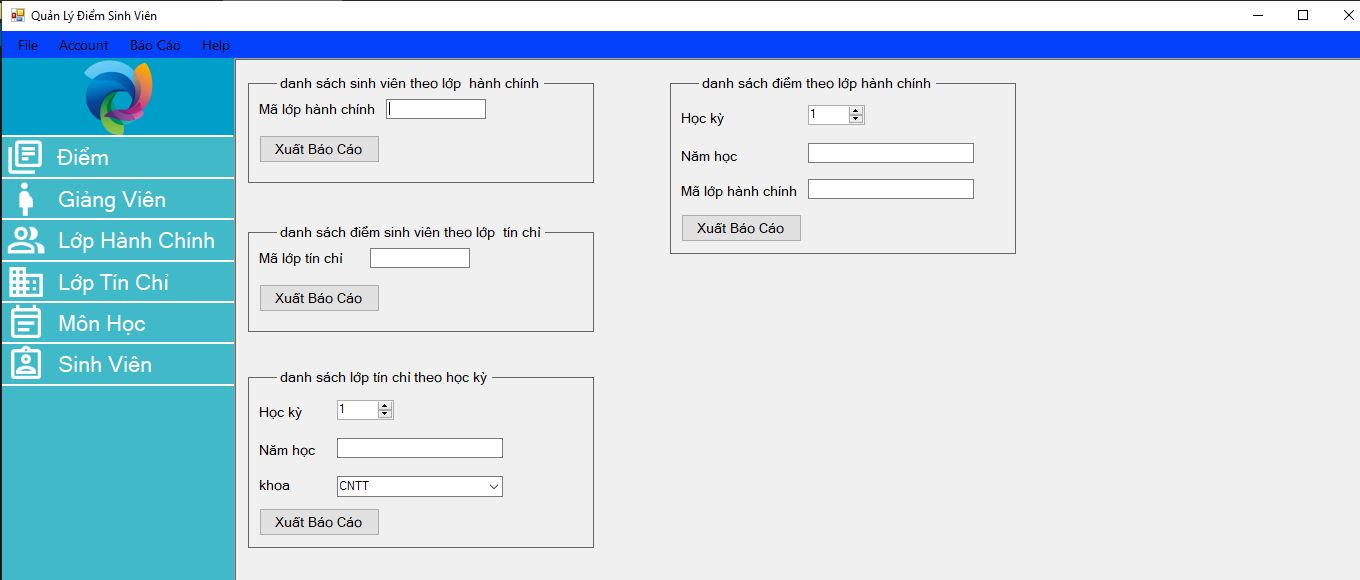 Quản Lý Điểm Sinh Viên
File Account Báo Cáo Help
Điểm
Giảng Viên
Lớp Hành Chính
Lớp Tín Chỉ
Môn Học
Sinh Viên
danh sách sinh viên theo lớp hành chính
Mã lớp hành chính
Xuất Báo Cáo
danh sách điểm sinh viên theo lớp tín chỉ
Mã lớp tín chỉ
Xuất Báo Cáo
danh sách lớp tín chỉ theo học kỳ
Học kỳ 1
Năm học
khoa CNTT
Xuất Báo Cáo
danh sách điểm theo lớp hành chính
Học kỳ 1
Năm học
Mã lớp hành chính
Xuất Báo Cáo